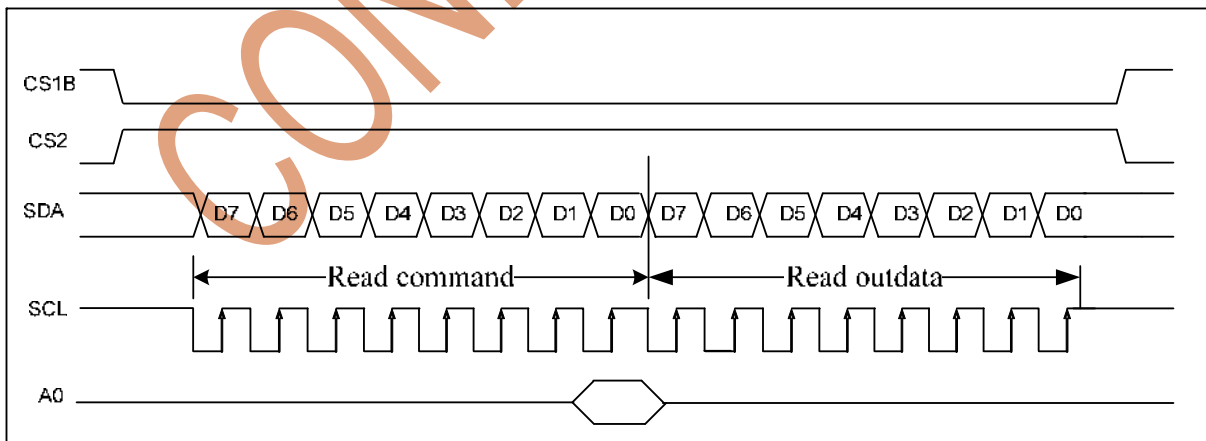 CON
CS1B
CS2
SDA D7 D6 D5 D4 D3 D2 D1 D0 D7 D6 D5 D4 D3 D2 D1 D0
Read command Read outdata
SCL
A0